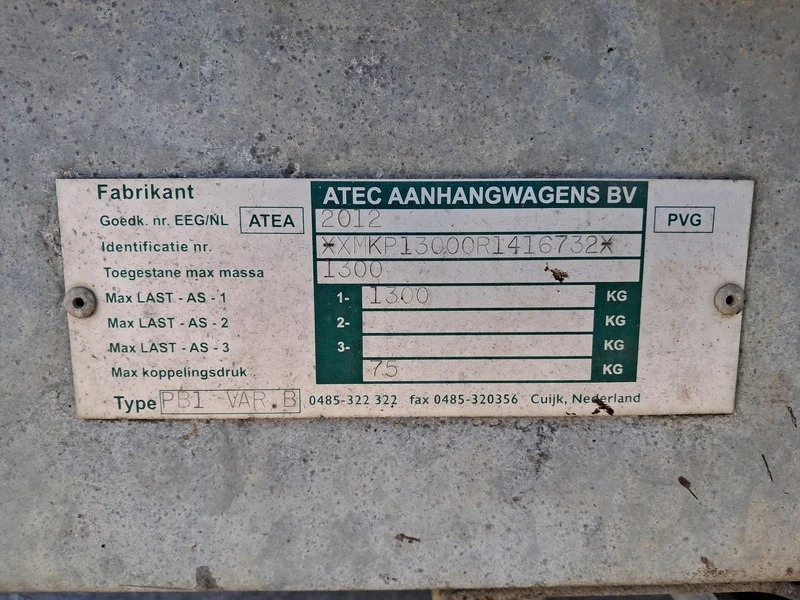 Fabrikant ATEC AANHANGWAGENS BV
Goedk. nr. EEG/NL ATEA 2012 PVG
Identificatie nr. *XMKP13000R1416732*
Toegestane max massa 1300
Max LAST - AS - 1 1- 1300 KG
Max LAST - AS - 2 2- KG
Max LAST - AS - 3 3- KG
Max koppelingsdruk 75 KG
Type PB1 VAR.B 0485-322 322 fax 0485-320356 Cuijk, Nederland